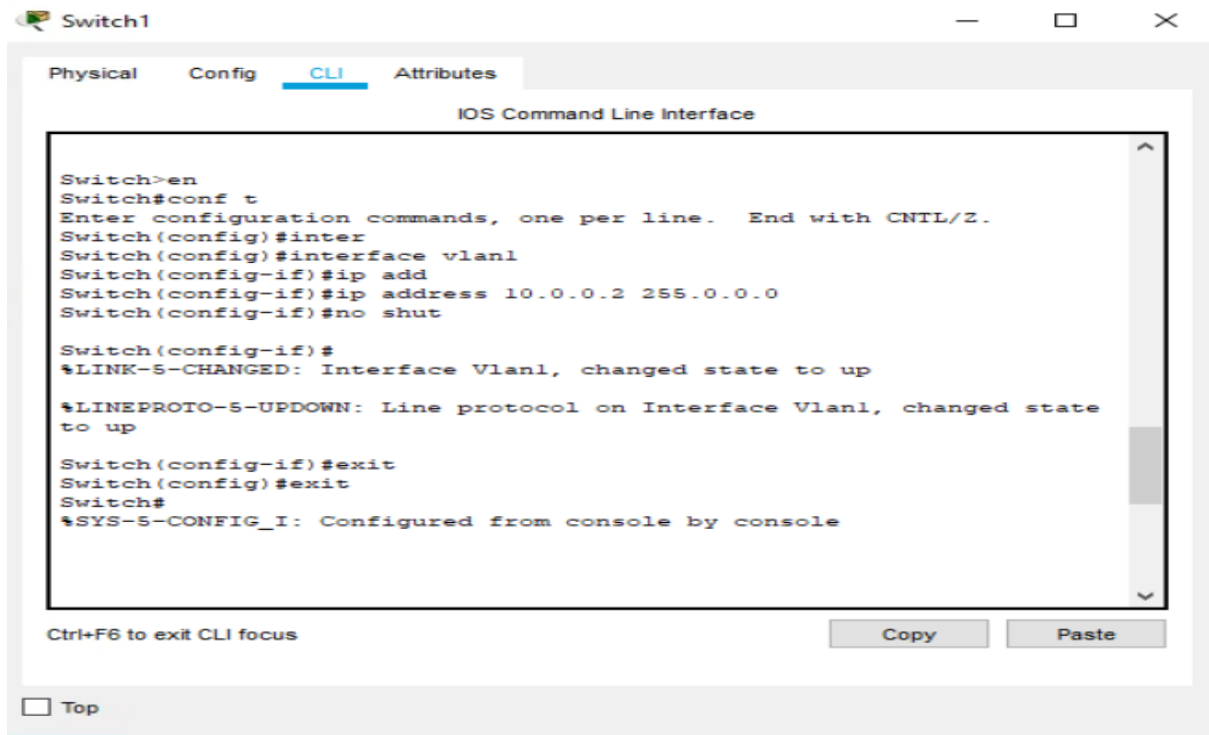 Switch1
Physical Config CLI Attributes
IOS Command Line Interface
Switch>en
Switch#conf t
Enter configuration commands, one per line.  End with CNTL/Z.
Switch(config)#inter
Switch(config)#interface vlan1
Switch(config-if)#ip add
Switch(config-if)#ip address 10.0.0.2 255.0.0.0
Switch(config-if)#no shut
Switch(config-if)#
%LINK-5-CHANGED: Interface Vlan1, changed state to up
%LINEPROTO-5-UPDOWN: Line protocol on Interface Vlan1, changed state
to up
Switch(config-if)#exit
Switch(config)#exit
Switch#
%SYS-5-CONFIG_I: Configured from console by console
Ctrl+F6 to exit CLI focus
Copy Paste
Top